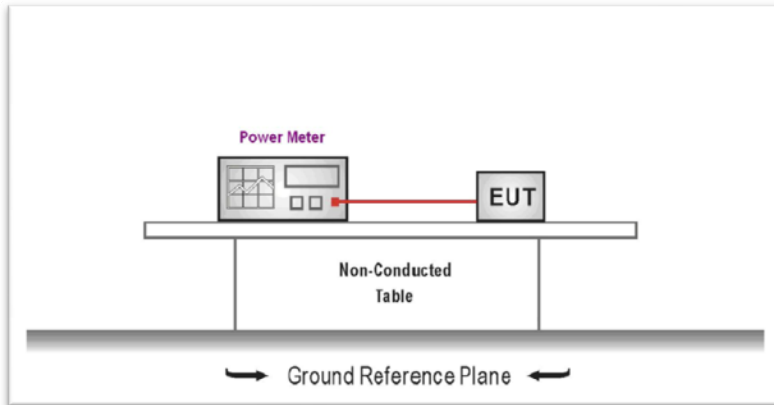 Power Meter
EUT
Non-Conducted
Table
Ground Reference Plane